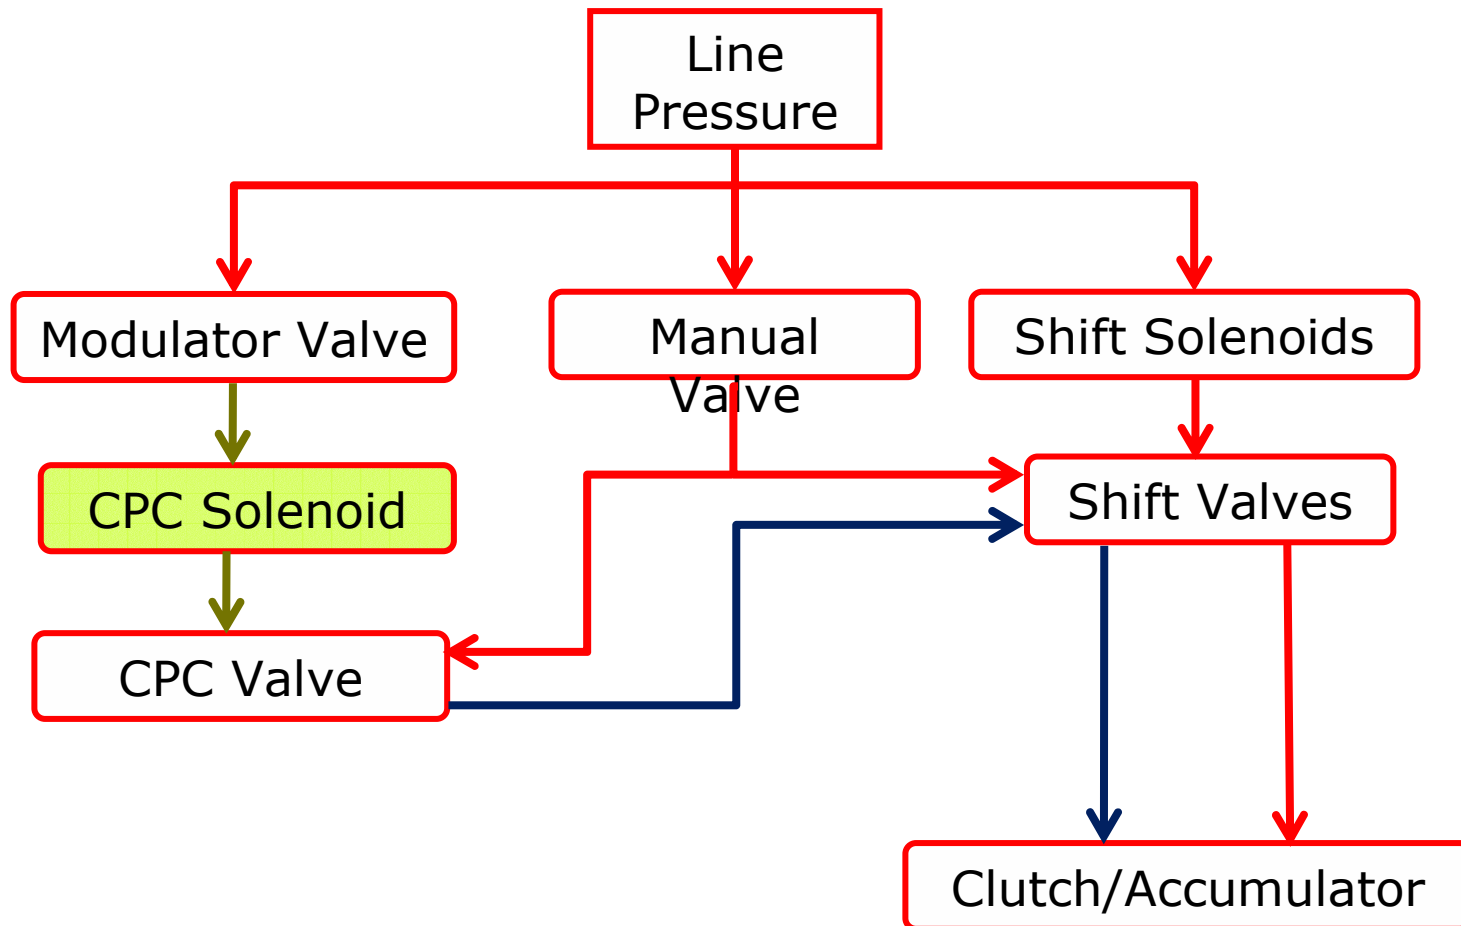 Line
Pressure
Modulator Valve
Manual
Valve
Shift Solenoids
CPC Solenoid
Shift Valves
CPC Valve
Clutch/Accumulator